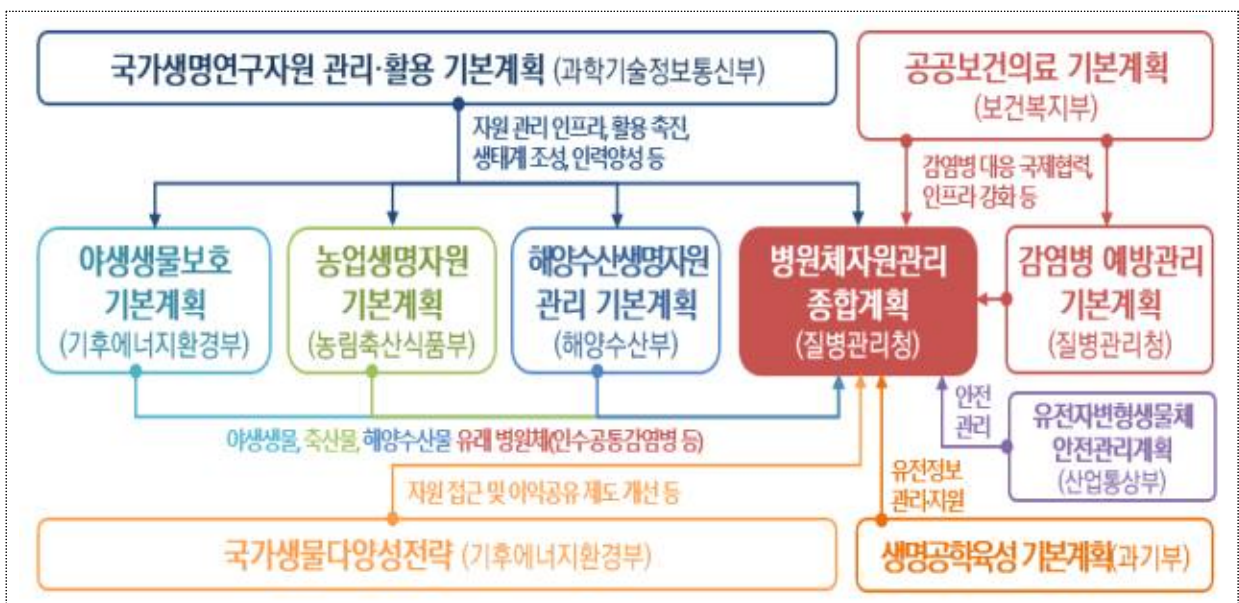 국가생명연구자원 관리·활용 기본계획 (과학기술정보통신부)
공공보건의료 기본계획
(보건복지부)
자원 관리 인프라, 활용 촉진,
생태계 조성, 인력양성 등
감염병 대응 국제협력,
인프라 강화 등
야생생물보호
기본계획
(기후에너지환경부)
농업생명자원
기본계획
(농림축산식품부)
해양수산생명자원
관리 기본계획
(해양수산부)
병원체자원관리
종합계획
(질병관리청)
감염병 예방관리
기본계획
(질병관리청)
야생생물, 축산물, 해양수산물 유래 병원체(인수공통감염병 등)
안전
관리
유전자변형생물체
안전관리계획
(산업통상부)
자원 접근 및 이익공유 제도 개선 등
유전정보
관리·지원
국가생물다양성전략 (기후에너지환경부)
생명공학육성 기본계획(과기부)